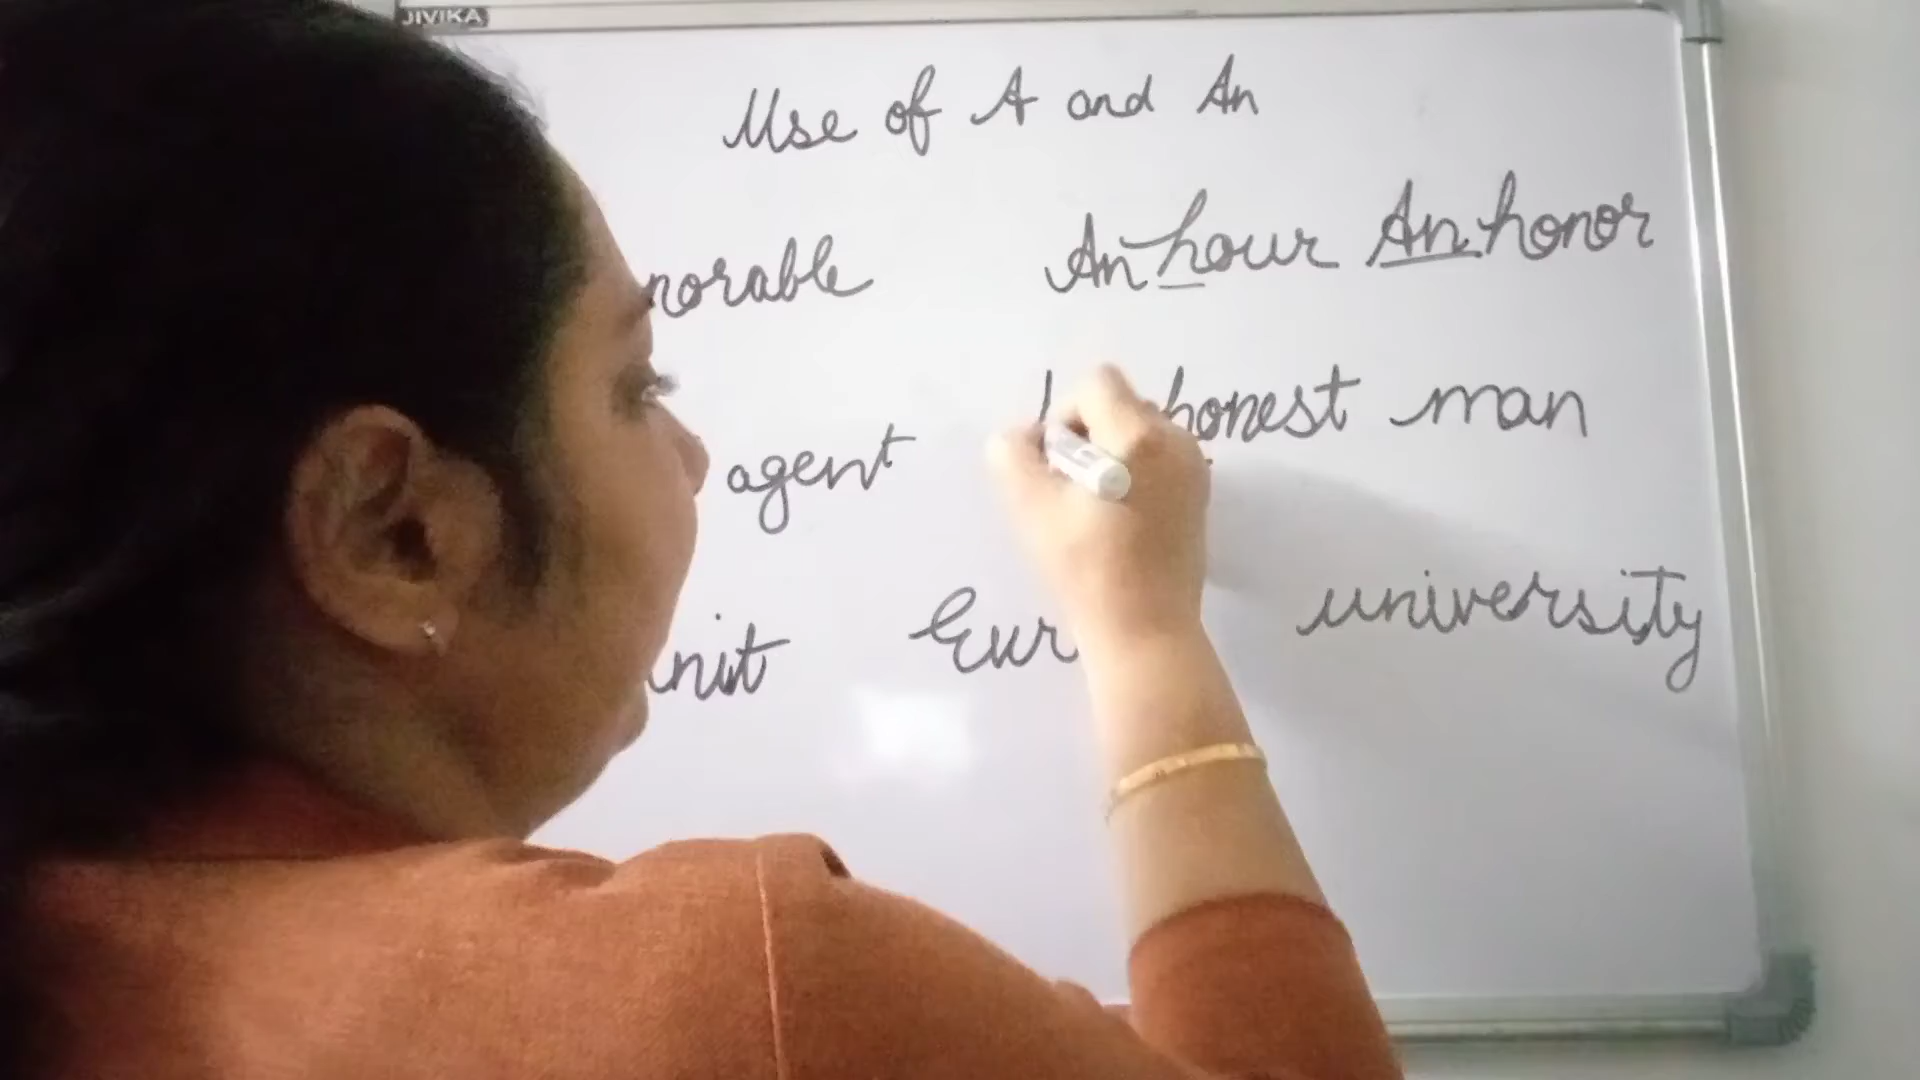 JIVIKA
Use of A and An
norable An hour An honor
agent honest man
nit Eur university